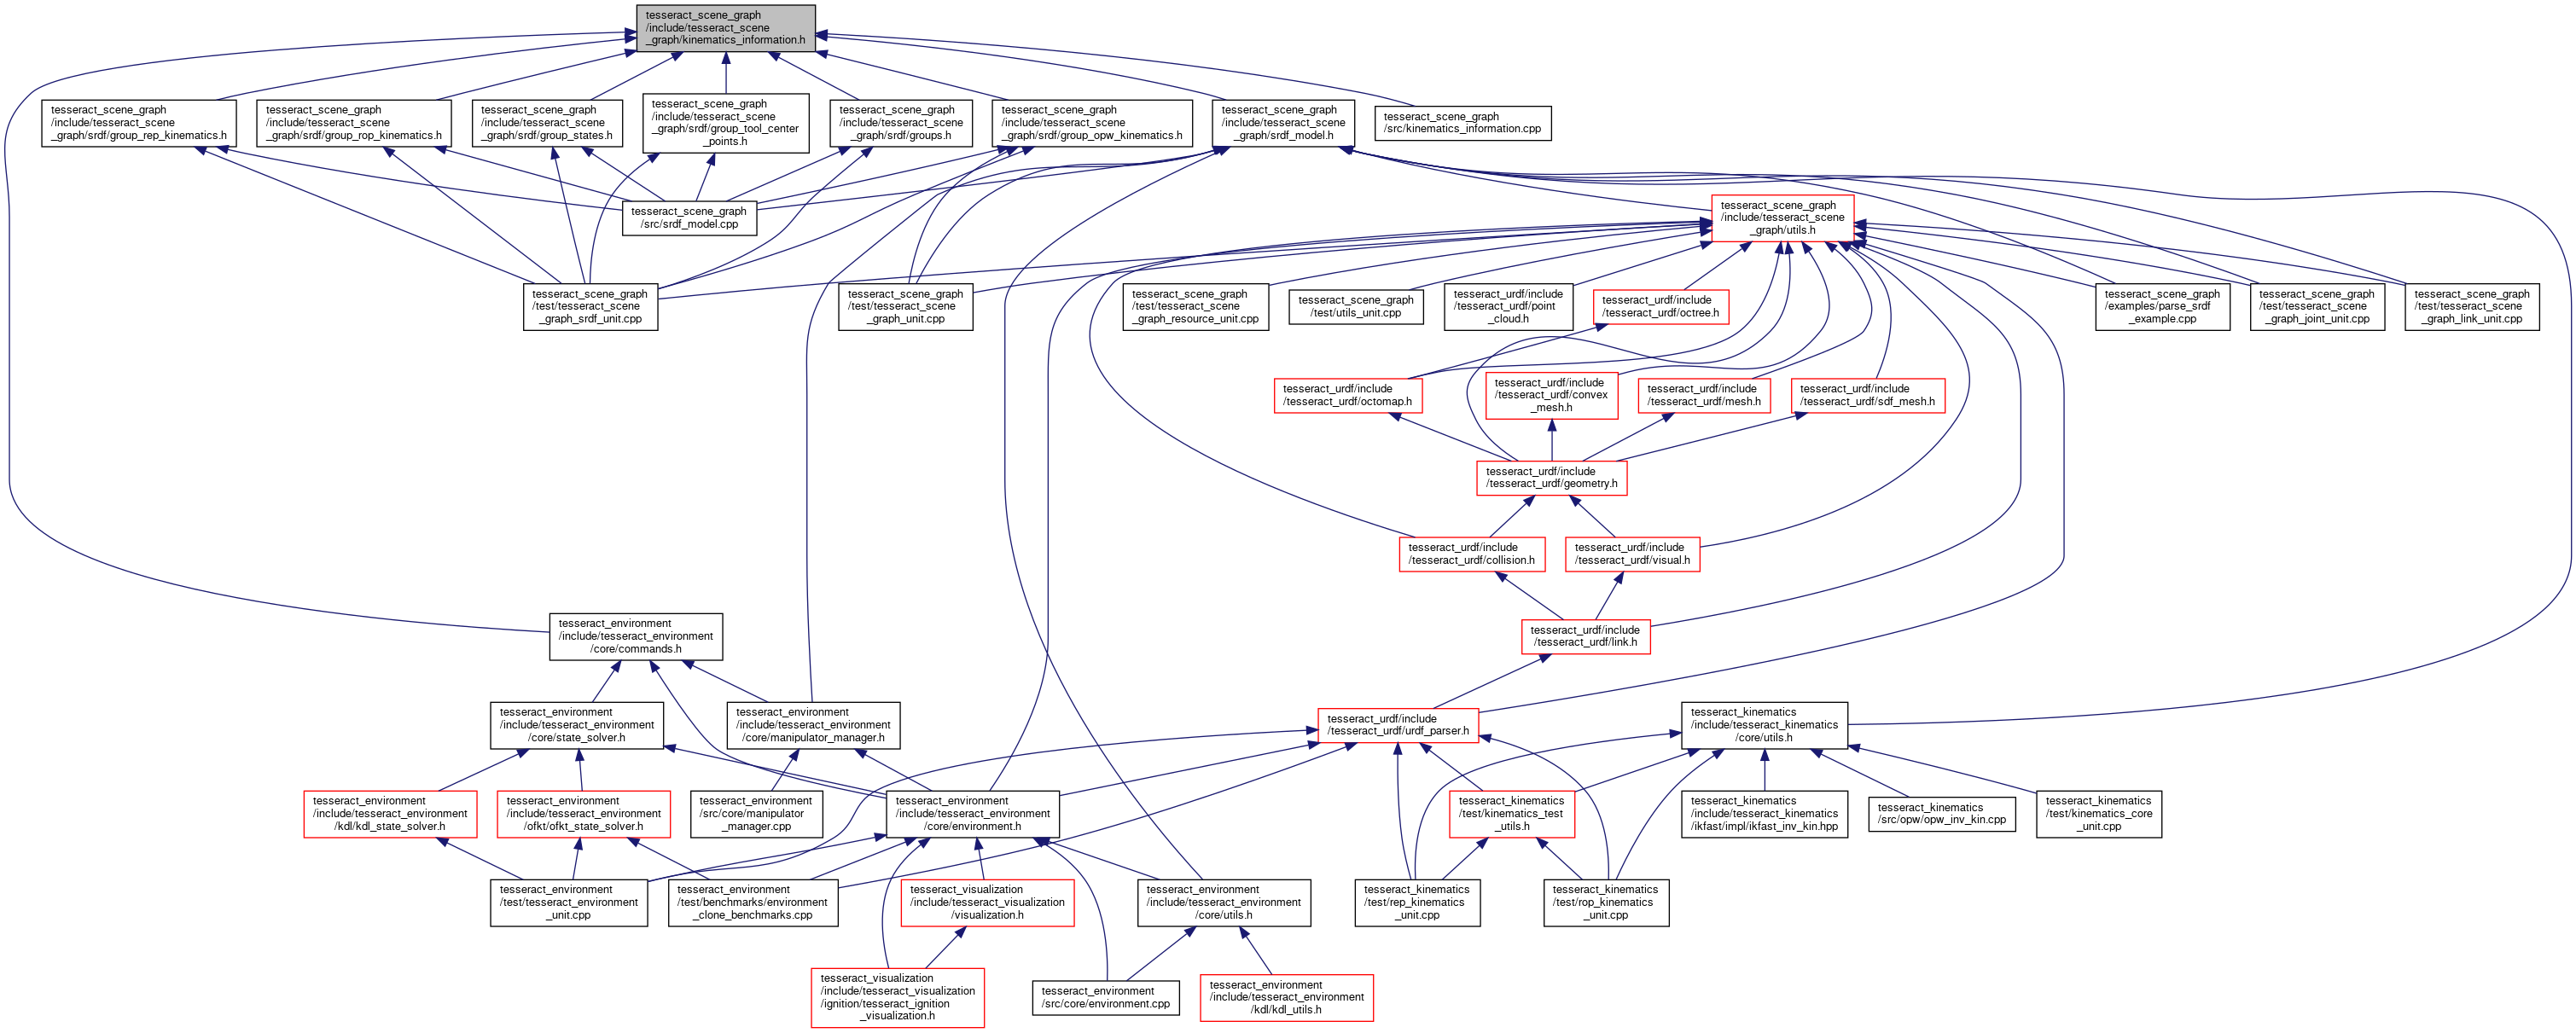 tesseract_scene_graph
/include/tesseract_scene
_graph/kinematics_information.h
tesseract_scene_graph
/include/tesseract_scene
_graph/srdf/group_rep_kinematics.h
tesseract_scene_graph
/include/tesseract_scene
_graph/srdf/group_rop_kinematics.h
tesseract_scene_graph
/include/tesseract_scene
_graph/srdf/group_states.h
tesseract_scene_graph
/include/tesseract_scene
_graph/srdf/group_tool_center
_points.h
tesseract_scene_graph
/include/tesseract_scene
_graph/srdf/groups.h
tesseract_scene_graph
/include/tesseract_scene
_graph/srdf/group_opw_kinematics.h
tesseract_scene_graph
/include/tesseract_scene
_graph/srdf_model.h
tesseract_scene_graph
/src/kinematics_information.cpp
tesseract_scene_graph
/src/srdf_model.cpp
tesseract_scene_graph
/include/tesseract_scene
_graph/utils.h
tesseract_scene_graph
/test/tesseract_scene
_graph_srdf_unit.cpp
tesseract_scene_graph
/test/tesseract_scene
_graph_unit.cpp
tesseract_scene_graph
/test/tesseract_scene
_graph_resource_unit.cpp
tesseract_scene_graph
/test/utils_unit.cpp
tesseract_urdf/include
/tesseract_urdf/point
_cloud.h
tesseract_urdf/include
/tesseract_urdf/octree.h
tesseract_scene_graph
/examples/parse_srdf
_example.cpp
tesseract_scene_graph
/test/tesseract_scene
_graph_joint_unit.cpp
tesseract_scene_graph
/test/tesseract_scene
_graph_link_unit.cpp
tesseract_urdf/include
/tesseract_urdf/octomap.h
tesseract_urdf/include
/tesseract_urdf/convex
_mesh.h
tesseract_urdf/include
/tesseract_urdf/mesh.h
tesseract_urdf/include
/tesseract_urdf/sdf_mesh.h
tesseract_urdf/include
/tesseract_urdf/geometry.h
tesseract_urdf/include
/tesseract_urdf/collision.h
tesseract_urdf/include
/tesseract_urdf/visual.h
tesseract_environment
/include/tesseract_environment
/core/commands.h
tesseract_urdf/include
/tesseract_urdf/link.h
tesseract_environment
/include/tesseract_environment
/core/state_solver.h
tesseract_environment
/include/tesseract_environment
/core/manipulator_manager.h
tesseract_urdf/include
/tesseract_urdf/urdf_parser.h
tesseract_kinematics
/include/tesseract_kinematics
/core/utils.h
tesseract_environment
/include/tesseract_environment
/kdl/kdl_state_solver.h
tesseract_environment
/include/tesseract_environment
/ofkt/ofkt_state_solver.h
tesseract_environment
/src/core/manipulator
_manager.cpp
tesseract_environment
/include/tesseract_environment
/core/environment.h
tesseract_kinematics
/test/kinematics_test
_utils.h
tesseract_kinematics
/include/tesseract_kinematics
/ikfast/impl/ikfast_inv_kin.hpp
tesseract_kinematics
/src/opw/opw_inv_kin.cpp
tesseract_kinematics
/test/kinematics_core
_unit.cpp
tesseract_environment
/test/tesseract_environment
_unit.cpp
tesseract_environment
/test/benchmarks/environment
_clone_benchmarks.cpp
tesseract_visualization
/include/tesseract_visualization
/visualization.h
tesseract_environment
/include/tesseract_environment
/core/utils.h
tesseract_kinematics
/test/rep_kinematics
_unit.cpp
tesseract_kinematics
/test/rop_kinematics
_unit.cpp
tesseract_visualization
/include/tesseract_visualization
/ignition/tesseract_ignition
_visualization.h
tesseract_environment
/src/core/environment.cpp
tesseract_environment
/include/tesseract_environment
/kdl/kdl_utils.h